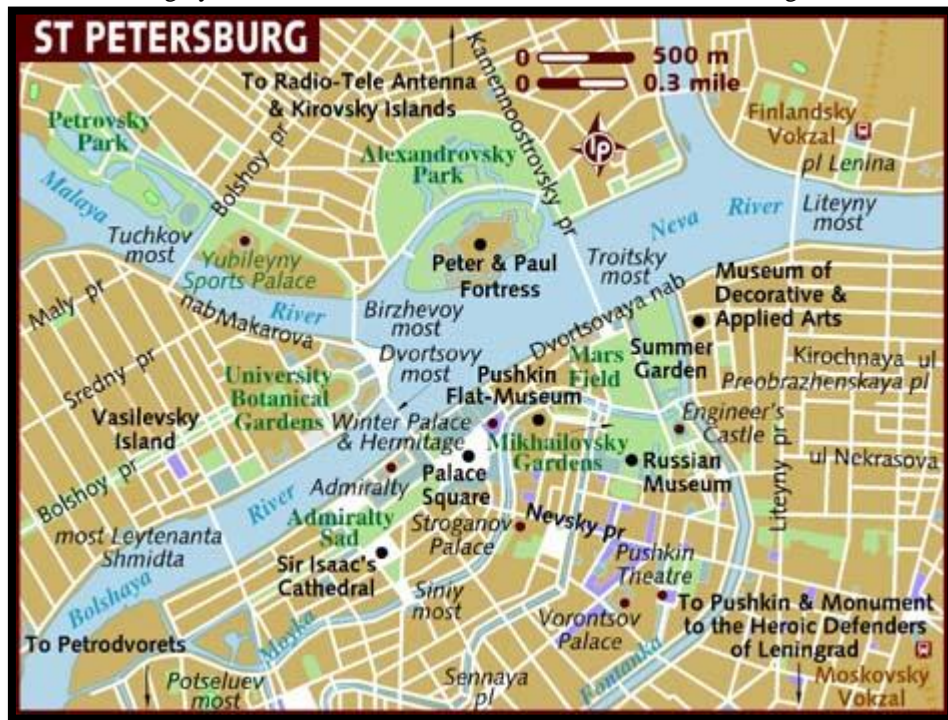 ST PETERSBURG
0 500 m
0 0.3 mile
To Radio-Tele Antenna
& Kirovsky Islands
Kamennoostrovsky pr
Petrovsky
Park
Bolshoy pr
Alexandrovsky
Park
lp
Finlandsky
Vokzal
pl Lenina
Malaya
Neva River
Liteyny
most
Tuchkov
most
Yubileyny
Sports Palace
Peter & Paul
Fortress
Troitsky
most
Museum of
Decorative &
Applied Arts
Maly pr
nab Makarova
River
Birzhevoy
most
Dvortsovaya nab
Sredny pr
Dvortsovy
most
Mars
Field
Summer
Garden
Kirochnaya ul
Preobrazhenskaya pl
University
Botanical
Gardens
Pushkin
Flat-Museum
Vasilevsky
Island
Winter Palace
& Hermitage
Mikhailovsky
Gardens
Engineer's
Castle
Liteyny pr
ul Nekrasova
Bolshoy pr
River
Admiralty
Palace
Square
Russian
Museum
most Leytenanta
Shmidta
Admiralty
Sad
Stroganov
Palace
Nevsky pr
Sir Isaac's
Cathedral
Siniy
most
Pushkin
Theatre
Bolshaya
Vorontsov
Palace
To Pushkin & Monument
to the Heroic Defenders
of Leningrad
To Petrodvorets
Moyka
Fontanka
Potseluev
most
Sennaya
pl
Moskovsky
Vokzal